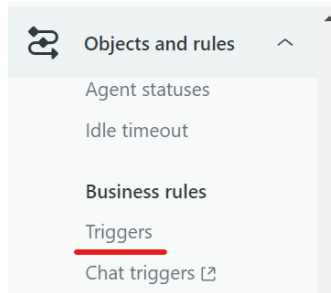 Objects and rules
Agent statuses
Idle timeout
Business rules
Triggers
Chat triggers